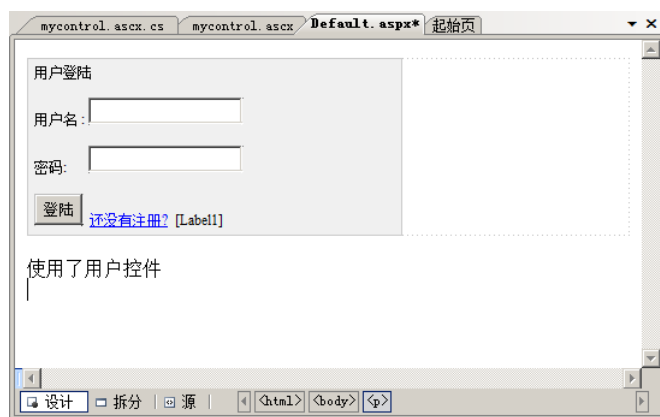 mycontrol.ascx.cs mycontrol.ascx Default.aspx* 起始页
用户登陆
用户名:
密码:
登陆 还没有注册? [Label1]
使用了用户控件
设计 拆分 源 <html> <body> <p>